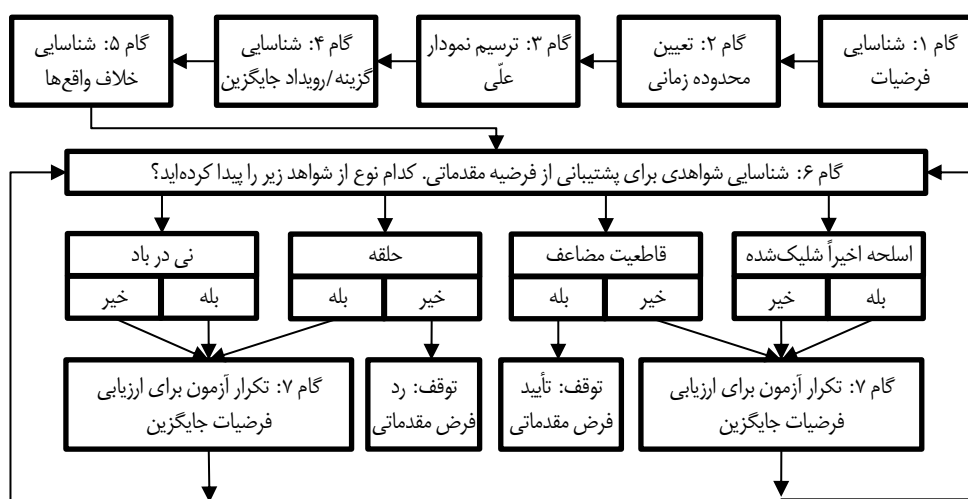 گام ۱: شناسایی
فرضیات
گام ۲: تعیین
محدوده زمانی
گام ۳: ترسیم نمودار
علّی
گام ۴: شناسایی
گزینه/رویداد جایگزین
گام ۵: شناسایی
خلاف واقع‌ها
گام ۶: شناسایی شواهدی برای پشتیبانی از فرضیه مقدماتی. کدام نوع از شواهد زیر را پیدا کرده‌اید؟
اسلحه اخیراً شلیک‌شده
بله
خیر
قاطعیت مضاعف
خیر
بله
حلقه
خیر
بله
نی در باد
بله
خیر
گام ۷: تکرار آزمون برای ارزیابی
فرضیات جایگزین
توقف: تأیید
فرض مقدماتی
توقف: رد
فرض مقدماتی
گام ۷: تکرار آزمون برای ارزیابی
فرضیات جایگزین